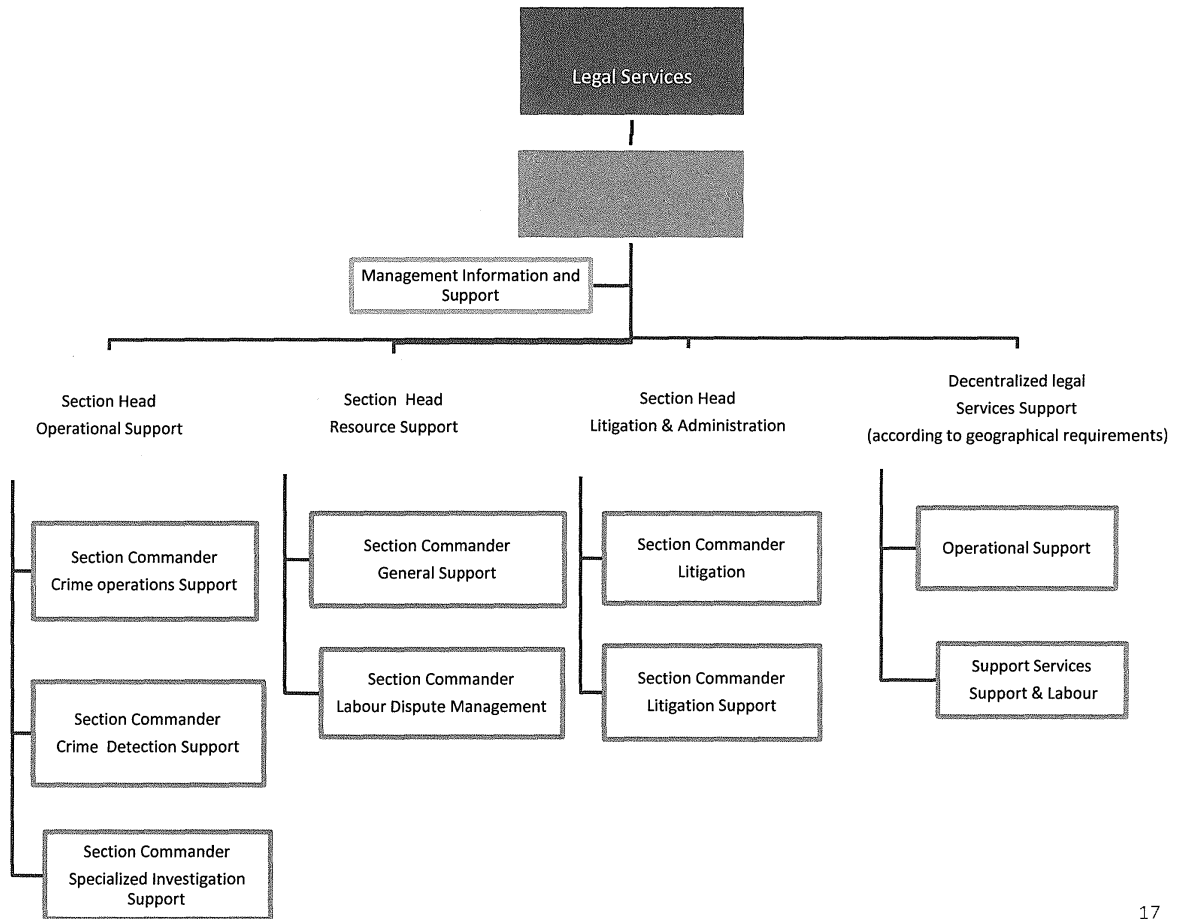 Legal Services
Management Information and
Support
Section Head
Operational Support
Section Head
Resource Support
Section Head
Litigation & Administration
Decentralized legal
Services Support
(according to geographical requirements)
Section Commander
Crime operations Support
Section Commander
Crime Detection Support
Section Commander
Specialized Investigation
Support
Section Commander
General Support
Section Commander
Labour Dispute Management
Section Commander
Litigation
Section Commander
Litigation Support
Operational Support
Support Services
Support & Labour
17